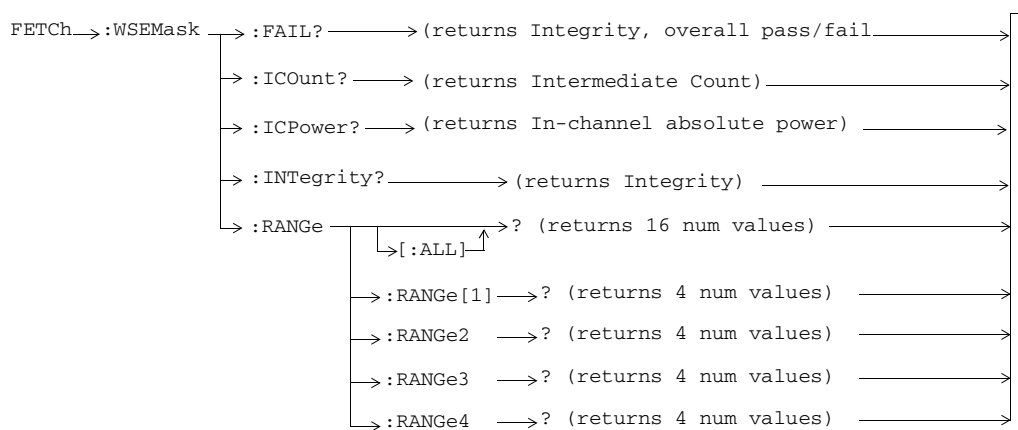 FETCh :WSEMask :FAIL? (returns Integrity, overall pass/fail
:ICOunt? (returns Intermediate Count)
:ICPower? (returns In-channel absolute power)
:INTegrity? (returns Integrity)
:RANGe ? (returns 16 num values)
[:ALL]
:RANGe[1] ? (returns 4 num values)
:RANGe2 ? (returns 4 num values)
:RANGe3 ? (returns 4 num values)
:RANGe4 ? (returns 4 num values)